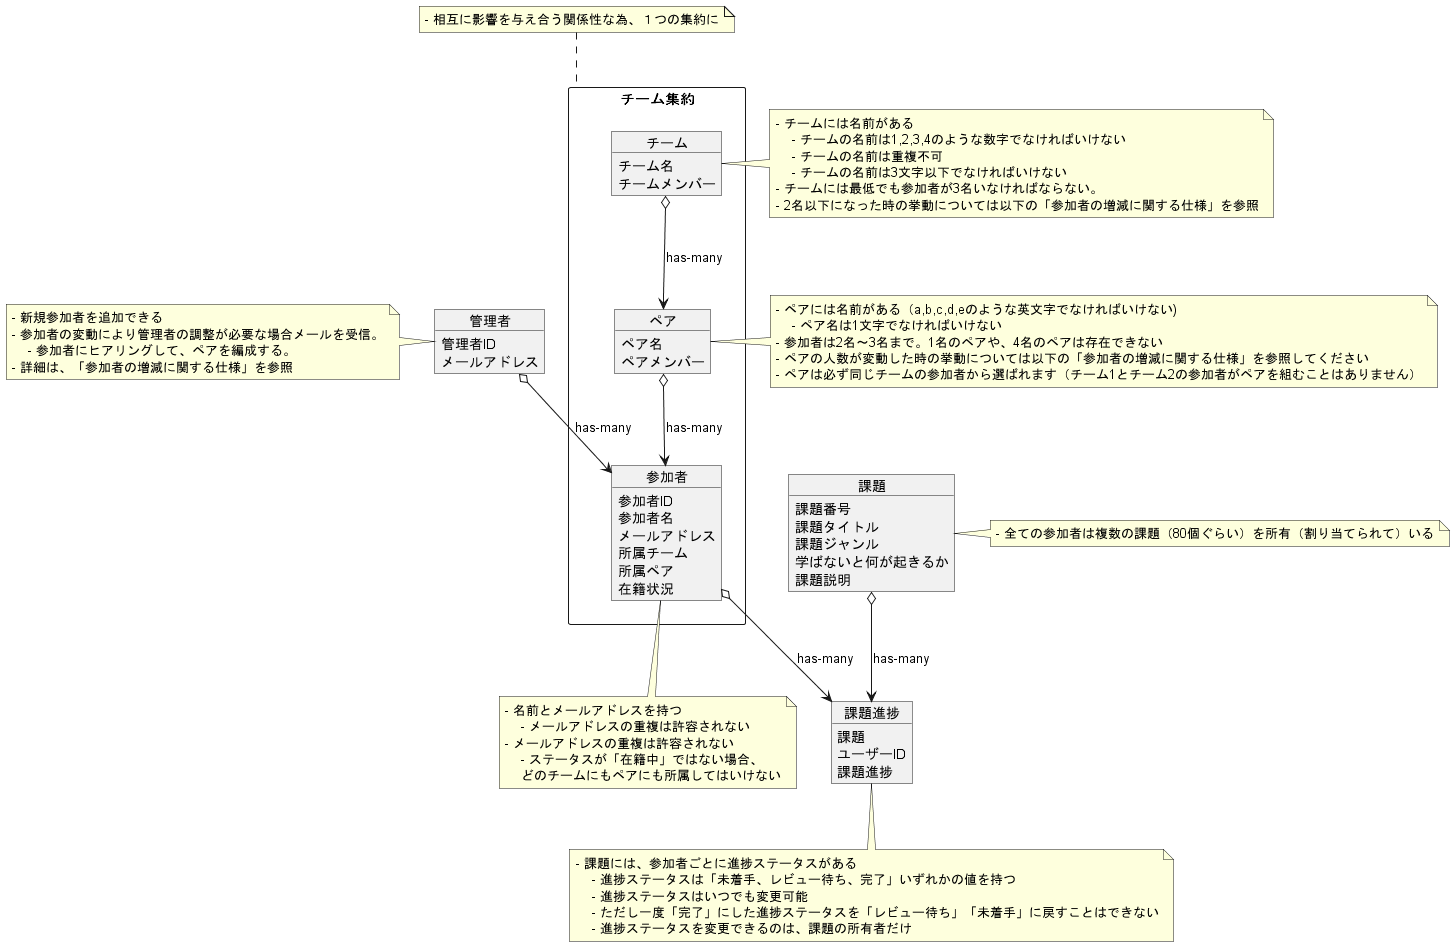 - 相互に影響を与え合う関係性な為、１つの集約に
チーム集約
チーム
チーム名
チームメンバー
- チームには名前がある
- チームの名前は1,2,3,4のような数字でなければいけない
- チームの名前は重複不可
- チームの名前は3文字以下でなければいけない
- チームには最低でも参加者が3名いなければならない。
- 2名以下になった時の挙動については以下の「参加者の増減に関する仕様」を参照
has-many
- 新規参加者を追加できる
- 参加者の変動により管理者の調整が必要な場合メールを受信。
- 参加者にヒアリングして、ペアを編成する。
- 詳細は、「参加者の増減に関する仕様」を参照
管理者
管理者ID
メールアドレス
ペア
ペア名
ペアメンバー
- ペアには名前がある（a,b,c,d,eのような英文字でなければいけない)
- ペア名は1文字でなければいけない
- 参加者は2名〜3名まで。1名のペアや、4名のペアは存在できない
- ペアの人数が変動した時の挙動については以下の「参加者の増減に関する仕様」を参照してください
- ペアは必ず同じチームの参加者から選ばれます（チーム1とチーム2の参加者がペアを組むことはありません）
has-many
has-many
参加者
参加者ID
参加者名
メールアドレス
所属チーム
所属ペア
在籍状況
課題
課題番号
課題タイトル
課題ジャンル
学ばないと何が起きるか
課題説明
- 全ての参加者は複数の課題（80個ぐらい）を所有（割り当てられて）いる
has-many
has-many
- 名前とメールアドレスを持つ
- メールアドレスの重複は許容されない
- メールアドレスの重複は許容されない
- ステータスが「在籍中」ではない場合、
どのチームにもペアにも所属してはいけない
課題進捗
課題
ユーザーID
課題進捗
- 課題には、参加者ごとに進捗ステータスがある
- 進捗ステータスは「未着手、レビュー待ち、完了」いずれかの値を持つ
- 進捗ステータスはいつでも変更可能
- ただし一度「完了」にした進捗ステータスを「レビュー待ち」「未着手」に戻すことはできない
- 進捗ステータスを変更できるのは、課題の所有者だけ